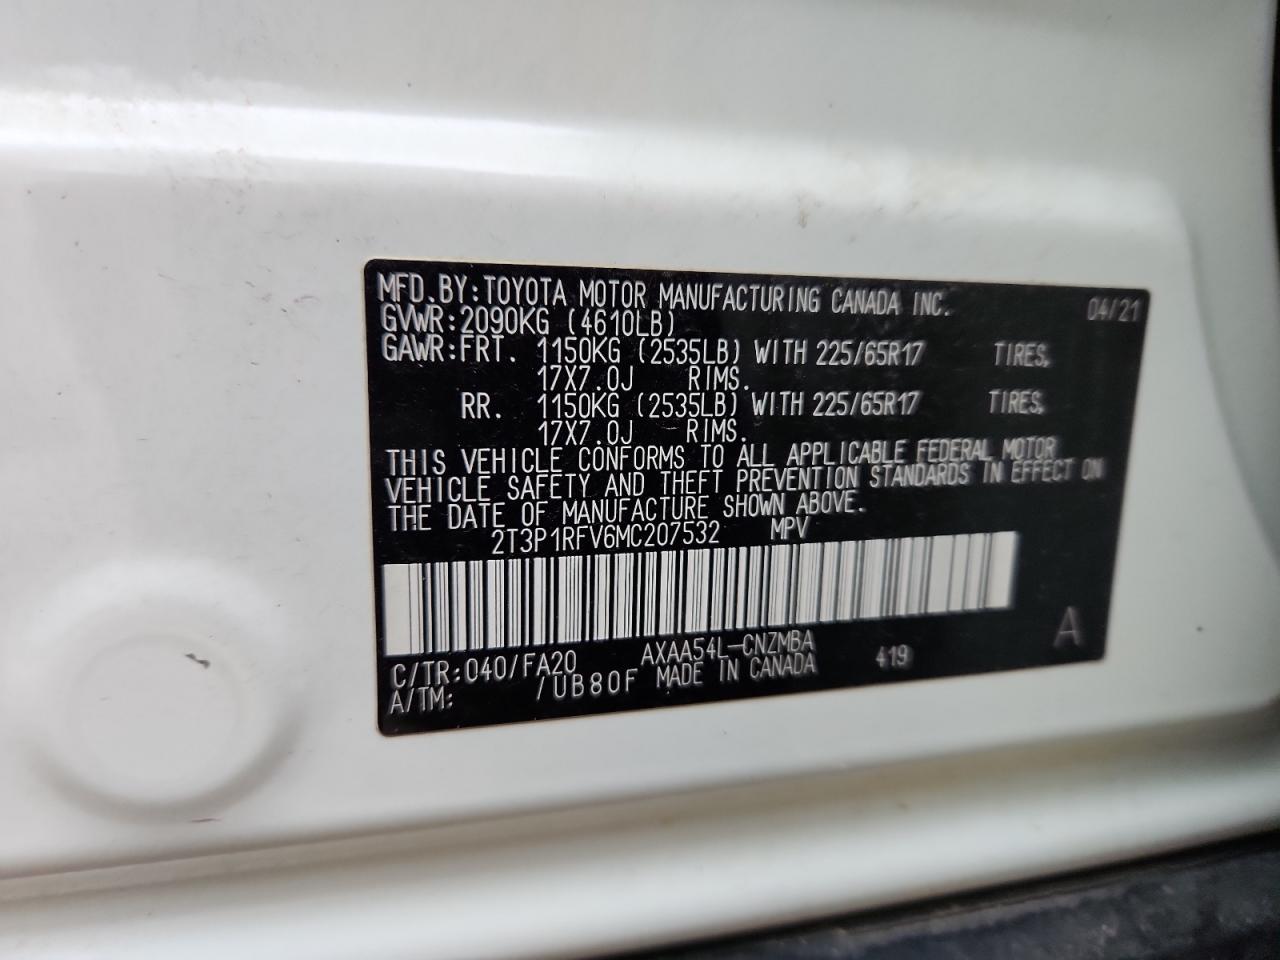 MFD.BY:TOYOTA MOTOR MANUFACTURING CANADA INC. 04/21
GVWR:2090KG (4610LB)
GAWR:FRT. 1150KG (2535LB) WITH 225/65R17 TIRES,
17X7.0J RIMS.
RR. 1150KG (2535LB) WITH 225/65R17 TIRES,
17X7.0J RIMS.
THIS VEHICLE CONFORMS TO ALL APPLICABLE FEDERAL MOTOR
VEHICLE SAFETY AND THEFT PREVENTION STANDARDS IN EFFECT ON
THE DATE OF MANUFACTURE SHOWN ABOVE.
2T3P1RFV6MC207532 MPV
A
C/TR:040/FA20 AXAA54L-CNZMBA 419
A/TM: /UB80F MADE IN CANADA